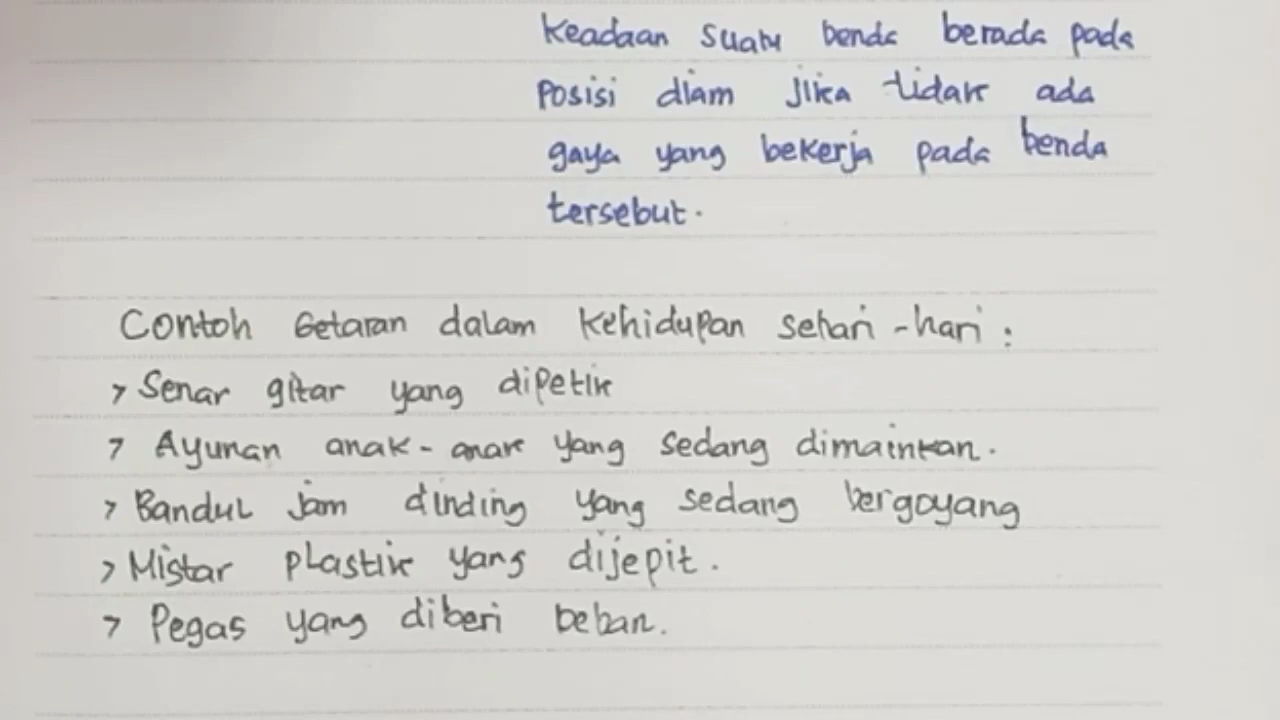 Keadaan suatu benda berada pada
posisi diam jika tidak ada
gaya yang bekerja pada benda
tersebut.
Contoh Getaran dalam kehidupan sehari-hari :
> Senar gitar yang dipetik
> Ayunan anak-anak yang sedang dimainkan.
> Bandul jam dinding yang sedang bergoyang
> Mistar plastik yang dijepit.
> Pegas yang diberi beban.